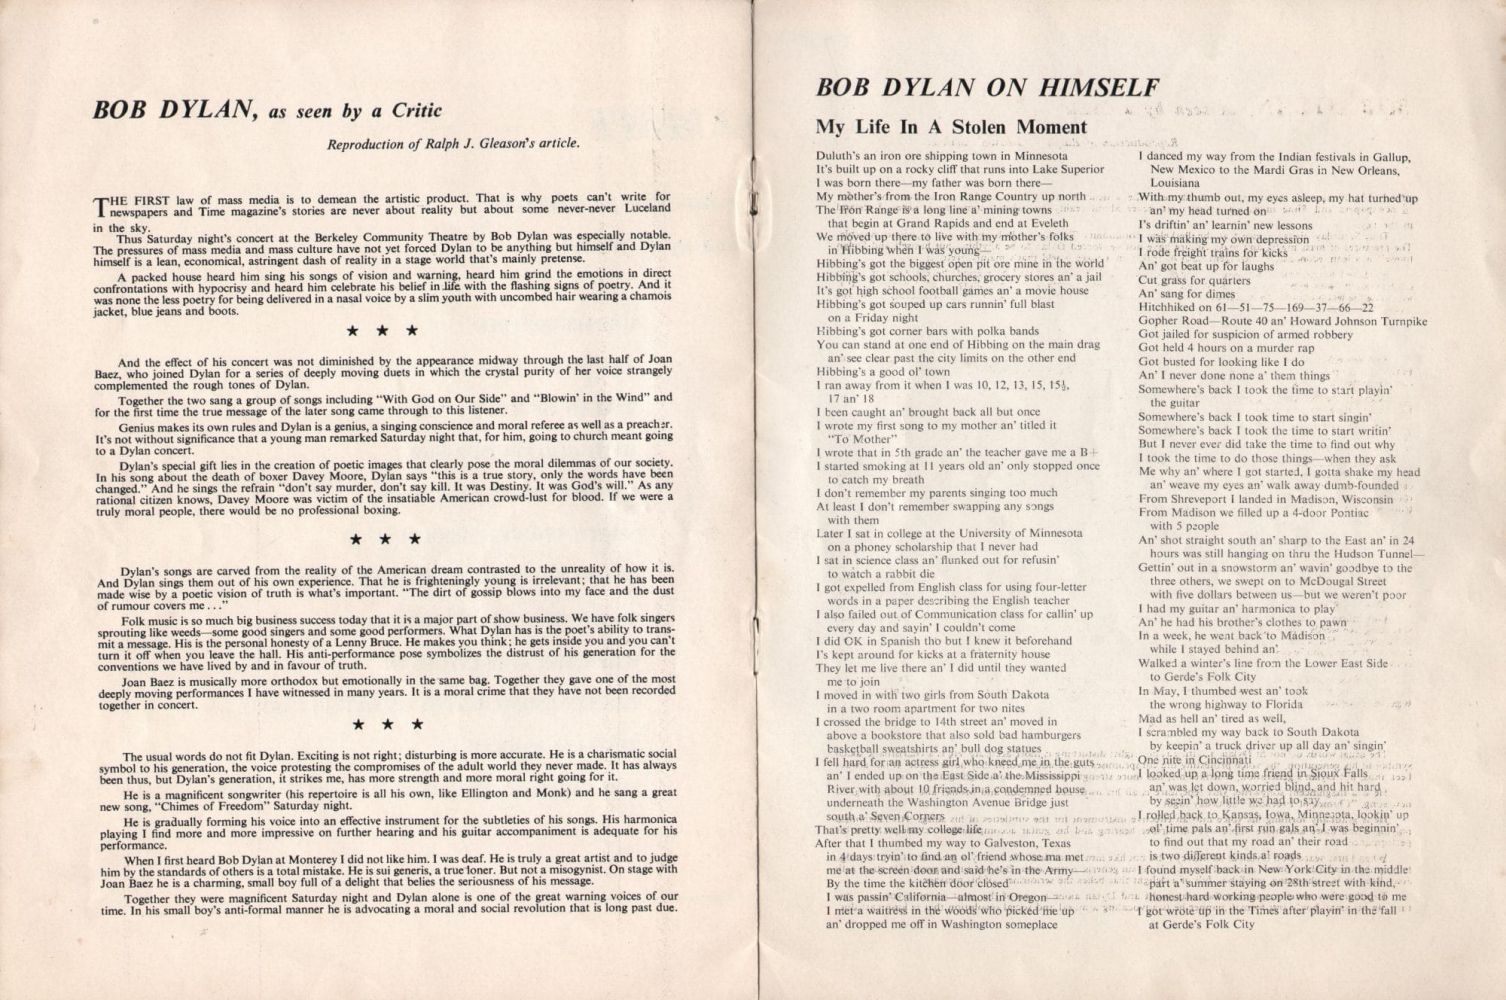 BOB DYLAN, as seen by a Critic
Reproduction of Ralph J. Gleason's article.
THE FIRST law of mass media is to demean the artistic product. That is why poets can't write for
newspapers and Time magazine's stories are never about reality but about some never-never Luceland
in the sky.
Thus Saturday night's concert at the Berkeley Community Theatre by Bob Dylan was especially notable.
The pressures of mass media and mass culture have not yet forced Dylan to be anything but himself and Dylan
himself is a lean, economical, astringent dash of reality in a stage world that's mainly pretense.
A packed house heard him sing his songs of vision and warning, heard him grind the emotions in direct
confrontations with hypocrisy and heard him celebrate his belief in life with the flashing signs of poetry. And it
was none the less poetry for being delivered in a nasal voice by a slim youth with uncombed hair wearing a chamois
jacket, blue jeans and boots.
★ ★ ★
And the effect of his concert was not diminished by the appearance midway through the last half of Joan
Baez, who joined Dylan for a series of deeply moving duets in which the crystal purity of her voice strangely
complemented the rough tones of Dylan.
Together the two sang a group of songs including “With God on Our Side” and “Blowin' in the Wind” and
for the first time the true message of the later song came through to this listener.
Genius makes its own rules and Dylan is a genius, a singing conscience and moral referee as well as a preacher.
It's not without significance that a young man remarked Saturday night that, for him, going to church meant going
to a Dylan concert.
Dylan's special gift lies in the creation of poetic images that clearly pose the moral dilemmas of our society.
In his song about the death of boxer Davey Moore, Dylan says “this is a true story, only the words have been
changed.” And he sings the refrain “don't say murder, don't say kill. It was Destiny. It was God's will.” As any
rational citizen knows, Davey Moore was victim of the insatiable American crowd-lust for blood. If we were a
truly moral people, there would be no professional boxing.
★ ★ ★
Dylan's songs are carved from the reality of the American dream contrasted to the unreality of how it is.
And Dylan sings them out of his own experience. That he is frighteningly young is irrelevant; that he has been
made wise by a poetic vision of truth is what's important. “The dirt of gossip blows into my face and the dust
of rumour covers me . . .”
Folk music is so much big business success today that it is a major part of show business. We have folk singers
sprouting like weeds—some good singers and some good performers. What Dylan has is the poet's ability to trans-
mit a message. His is the personal honesty of a Lenny Bruce. He makes you think; he gets inside you and you can't
turn it off when you leave the hall. His anti-performance pose symbolizes the distrust of his generation for the
conventions we have lived by and in favour of truth.
Joan Baez is musically more orthodox but emotionally in the same bag. Together they gave one of the most
deeply moving performances I have witnessed in many years. It is a moral crime that they have not been recorded
together in concert.
★ ★ ★
The usual words do not fit Dylan. Exciting is not right; disturbing is more accurate. He is a charismatic social
symbol to his generation, the voice protesting the compromises of the adult world they never made. It has always
been thus, but Dylan's generation, it strikes me, has more strength and more moral right going for it.
He is a magnificent songwriter (his repertoire is all his own, like Ellington and Monk) and he sang a great
new song, “Chimes of Freedom” Saturday night.
He is gradually forming his voice into an effective instrument for the subtleties of his songs. His harmonica
playing I find more and more impressive on further hearing and his guitar accompaniment is adequate for his
performance.
When I first heard Bob Dylan at Monterey I did not like him. I was deaf. He is truly a great artist and to judge
him by the standards of others is a total mistake. He is sui generis, a true loner. But not a misogynist. On stage with
Joan Baez he is a charming, small boy full of a delight that belies the seriousness of his message.
Together they were magnificent Saturday night and Dylan alone is one of the great warning voices of our
time. In his small boy's anti-formal manner he is advocating a moral and social revolution that is long past due.
BOB DYLAN ON HIMSELF
My Life In A Stolen Moment
Duluth's an iron ore shipping town in Minnesota
It's built up on a rocky cliff that runs into Lake Superior
I was born there—my father was born there—
My mother's from the Iron Range Country up north
The Iron Range is a long line a' mining towns
that begin at Grand Rapids and end at Eveleth
We moved up there to live with my mother's folks
in Hibbing when I was young—
Hibbing's got the biggest open pit ore mine in the world
Hibbing's got schools, churches, grocery stores an' a jail
It's got high school football games an' a movie house
Hibbing's got souped up cars runnin' full blast
on a Friday night
Hibbing's got corner bars with polka bands
You can stand at one end of Hibbing on the main drag
an' see clear past the city limits on the other end
Hibbing's a good ol' town
I ran away from it when I was 10, 12, 13, 15, 15½,
17 an' 18
I been caught an' brought back all but once
I wrote my first song to my mother an' titled it
“To Mother”
I wrote that in 5th grade an' the teacher gave me a B+
I started smoking at 11 years old an' only stopped once
to catch my breath
I don't remember my parents singing too much
At least I don't remember swapping any songs
with them
Later I sat in college at the University of Minnesota
on a phoney scholarship that I never had
I sat in science class an' flunked out for refusin'
to watch a rabbit die
I got expelled from English class for using four-letter
words in a paper describing the English teacher
I also failed out of Communication class for callin' up
every day and sayin' I couldn't come
I did OK in Spanish tho but I knew it beforehand
I's kept around for kicks at a fraternity house
They let me live there an' I did until they wanted
me to join
I moved in with two girls from South Dakota
in a two room apartment for two nites
I crossed the bridge to 14th street an' moved in
above a bookstore that also sold bad hamburgers
basketball sweatshirts an' bull dog statues
I fell hard for an actress girl who kneed me in the guts
an' I ended up on the East Side a' the Mississippi
River with about 10 friends in a condemned house
underneath the Washington Avenue Bridge just
south a' Seven Corners
That's pretty well my college life
After that I thumbed my way to Galveston, Texas
in 4 days tryin' to find an ol' friend whose ma met
me at the screen door and said he's in the Army—
By the time the kitchen door closed
I was passin' California—almost in Oregon—
I met a waitress in the woods who picked me up
an' dropped me off in Washington someplace
I danced my way from the Indian festivals in Gallup,
New Mexico to the Mardi Gras in New Orleans,
Louisiana
With my thumb out, my eyes asleep, my hat turned up
an' my head turned on
I's driftin' an' learnin' new lessons
I was making my own depression
I rode freight trains for kicks
An' got beat up for laughs
Cut grass for quarters
An' sang for dimes
Hitchhiked on 61—51—75—169—37—66—22
Gopher Road—Route 40 an' Howard Johnson Turnpike
Got jailed for suspicion of armed robbery
Got held 4 hours on a murder rap
Got busted for looking like I do
An' I never done none a' them things
Somewhere's back I took the time to start playin'
the guitar
Somewhere's back I took time to start singin'
Somewhere's back I took the time to start writin'
But I never ever did take the time to find out why
I took the time to do those things—when they ask
Me why an' where I got started, I gotta shake my head
an' weave my eyes an' walk away dumb-founded
From Shreveport I landed in Madison, Wisconsin
From Madison we filled up a 4-door Pontiac
with 5 people
An' shot straight south an' sharp to the East an' in 24
hours was still hanging on thru the Hudson Tunnel—
Gettin' out in a snowstorm an' wavin' goodbye to the
three others, we swept on to McDougal Street
with five dollars between us—but we weren't poor
I had my guitar an' harmonica to play
An' he had his brother's clothes to pawn
In a week, he went back to Madison
while I stayed behind an'
Walked a winter's line from the Lower East Side
to Gerde's Folk City
In May, I thumbed west an' took
the wrong highway to Florida
Mad as hell an' tired as well,
I scrambled my way back to South Dakota
by keepin' a truck driver up all day an' singin'
One nite in Cincinnati
I looked up a long time friend in Sioux Falls
an' was let down, worried blind, and hit hard
by seein' how little we had to say
I rolled back to Kansas, Iowa, Minnesota, lookin' up
ol' time pals an' first run gals an' I was beginnin'
to find out that my road an' their road
is two different kinds a' roads
I found myself back in New York City in the middle
part a' summer staying on 28th street with kind,
honest hard working people who were good to me
I got wrote up in the Times after playin' in the fall
at Gerde's Folk City